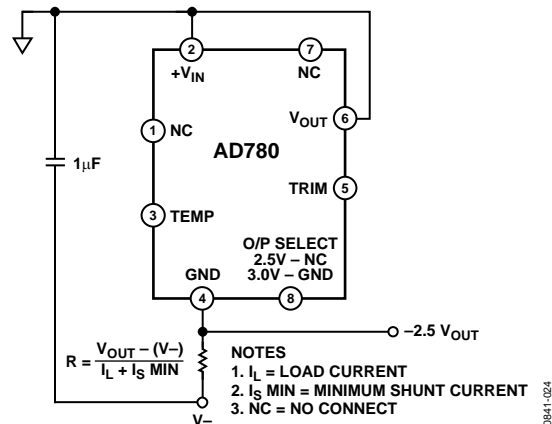 2
7
+VIN
NC
VOUT
6
1
NC
AD780
1µF
TRIM
5
3
TEMP
O/P SELECT
2.5V – NC
3.0V – GND
GND
4
8
–2.5 VOUT
R = VOUT – (V–)
IL + IS MIN
NOTES
1. IL = LOAD CURRENT
2. IS MIN = MINIMUM SHUNT CURRENT
3. NC = NO CONNECT
V–
00841-024